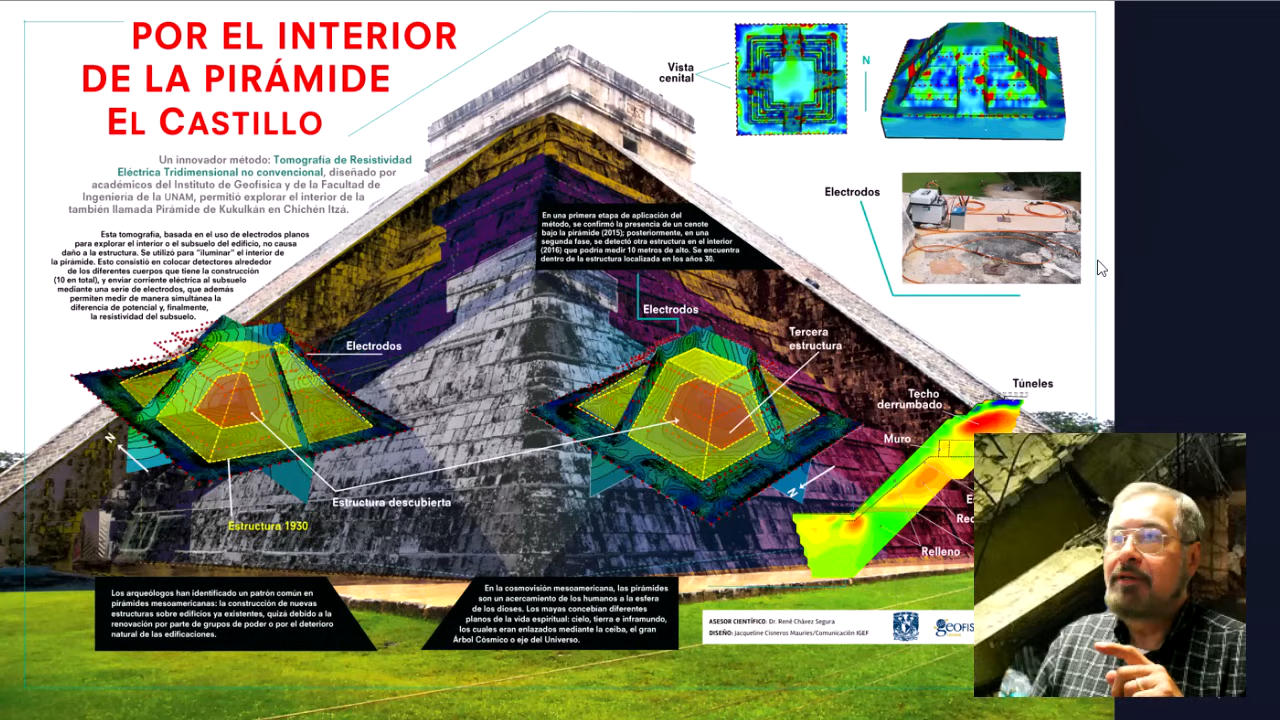 POR EL INTERIOR
DE LA PIRÁMIDE
EL CASTILLO
Un innovador método: Tomografía de Resistividad
Eléctrica Tridimensional no convencional, diseñado por
académicos del Instituto de Geofísica y de la Facultad de
Ingeniería de la UNAM, permitió explorar el interior de la
también llamada Pirámide de Kukulkán en Chichén Itzá.
Esta tomografía, basada en el uso de electrodos planos
para explorar el interior o el subsuelo del edificio, no causa
daño a la estructura. Se utilizó para "iluminar" el interior de
la pirámide. Esto consistió en colocar detectores alrededor
de los diferentes cuerpos que tiene la construcción
(10 en total), y enviar corriente eléctrica al subsuelo
mediante una serie de electrodos, que además
permiten medir de manera simultánea la
diferencia de potencial y, finalmente,
la resistividad del subsuelo.
Vista
cenital
N
Electrodos
En una primera etapa de aplicación del
método, se confirmó la presencia de un cenote
bajo la pirámide (2015); posteriormente, en una
segunda fase, se detectó otra estructura en el interior
(2016) que podría medir 10 metros de alto. Se encuentra
dentro de la estructura localizada en los años 30.
Electrodos
Electrodos
Tercera
estructura
Túneles
Techo
derrumbado
Muro
N
N
Estructura descubierta
Estructura 1930
E
Rec
Relleno
Los arqueólogos han identificado un patrón común en
pirámides mesoamericanas: la construcción de nuevas
estructuras sobre edificios ya existentes, quizá debido a la
renovación por parte de grupos de poder o por el deterioro
natural de las edificaciones.
En la cosmovisión mesoamericana, las pirámides
son un acercamiento de los humanos a la esfera
de los dioses. Los mayas concebían diferentes
planos de la vida espiritual: cielo, tierra e inframundo,
los cuales eran enlazados mediante la ceiba, el gran
Árbol Cósmico o eje del Universo.
ASESOR CIENTÍFICO: Dr. René Chávez Segura
DISEÑO: Jacqueline Cisneros Mauries/Comunicación IGEF
geofís